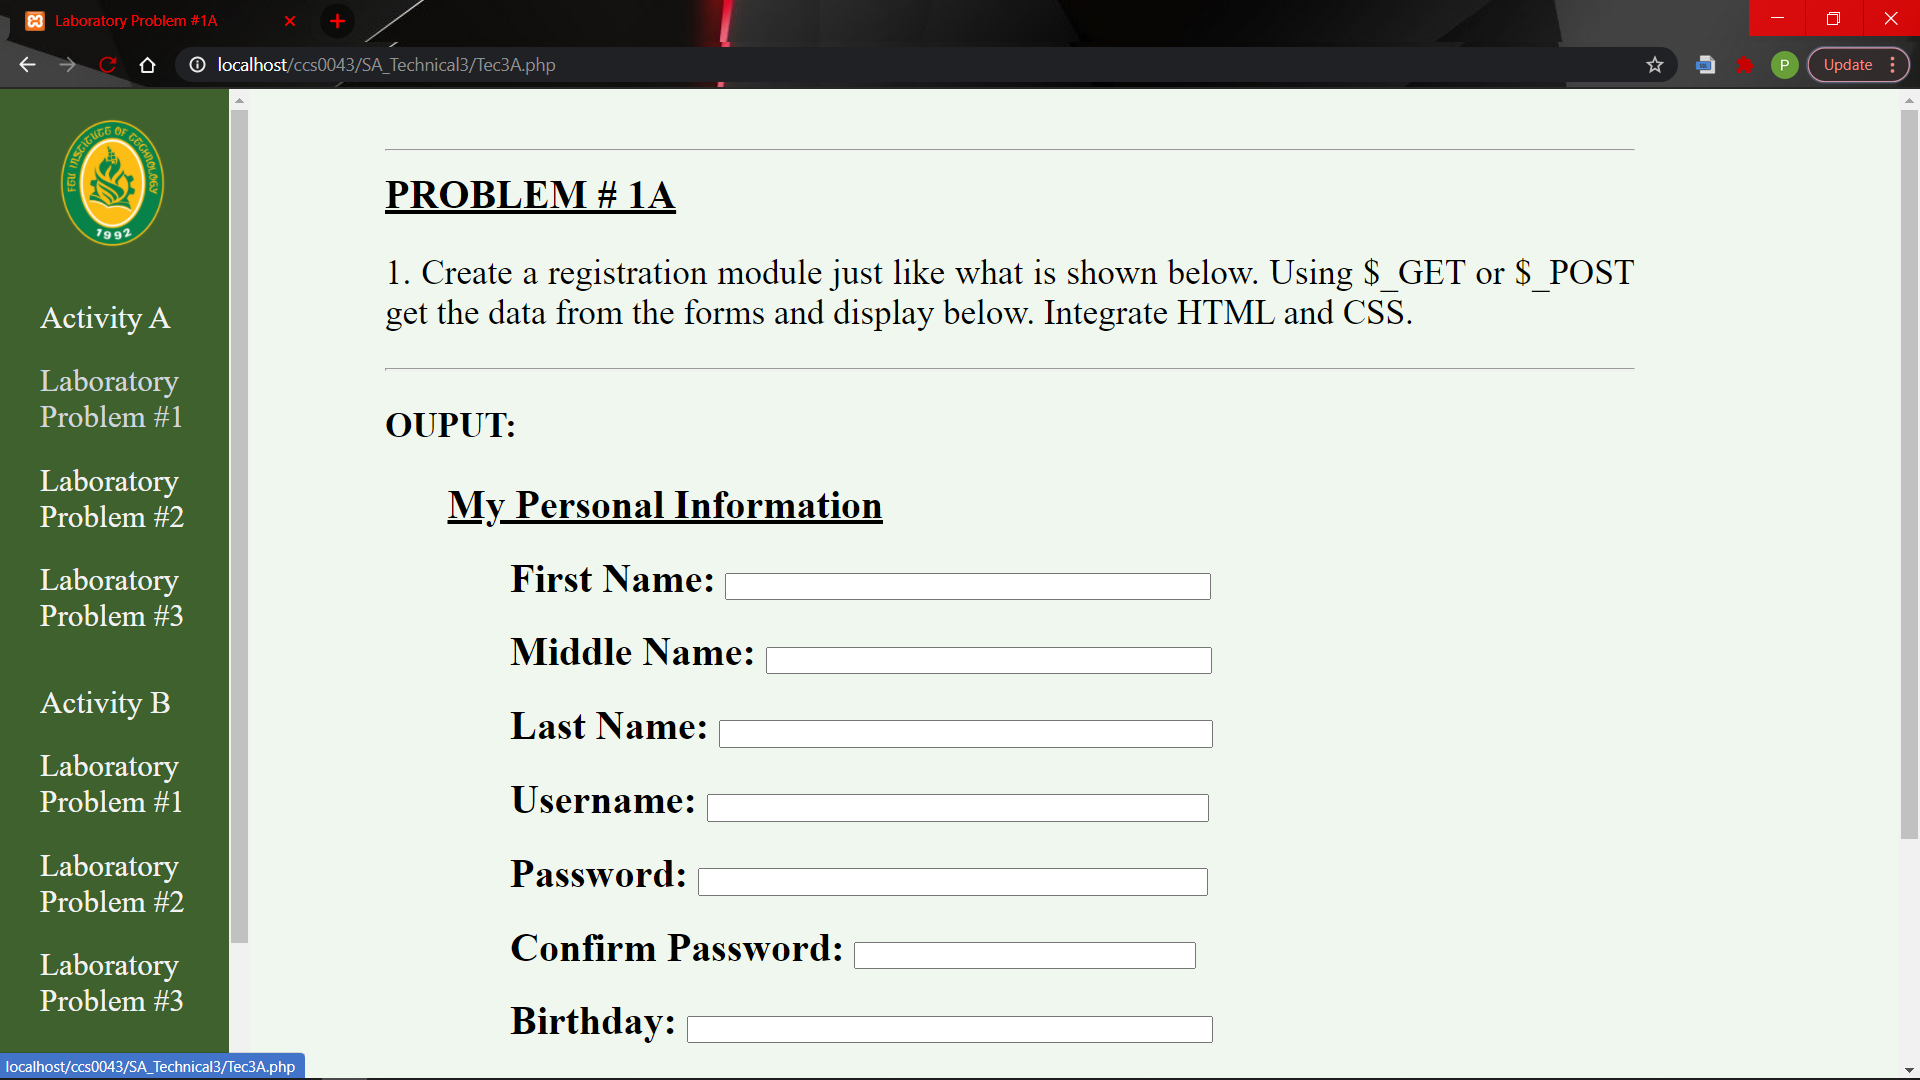 Laboratory Problem #1A
localhost/ccs0043/SA_Technical3/Tec3A.php
P
Update
FEU INSTITUTE OF TECHNOLOGY
1992
Activity A
Laboratory
Problem #1
Laboratory
Problem #2
Laboratory
Problem #3
Activity B
Laboratory
Problem #1
Laboratory
Problem #2
Laboratory
Problem #3
PROBLEM # 1A
1. Create a registration module just like what is shown below. Using $_GET or $_POST
get the data from the forms and display below. Integrate HTML and CSS.
OUPUT:
My Personal Information
First Name:
Middle Name:
Last Name:
Username:
Password:
Confirm Password:
Birthday:
localhost/ccs0043/SA_Technical3/Tec3A.php